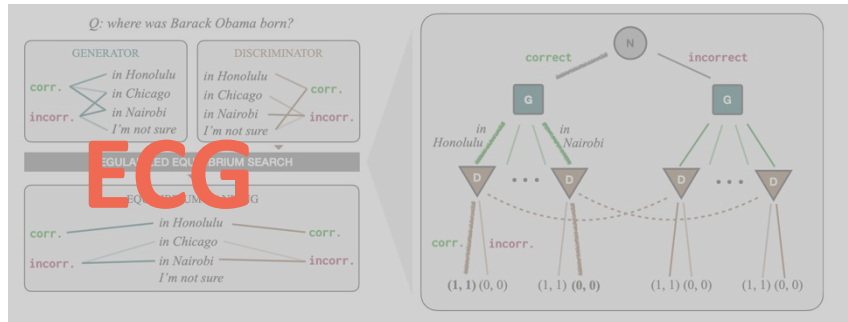 Q: where was Barack Obama born?
GENERATOR
corr.
incorr.
in Honolulu
in Chicago
in Nairobi
I'm not sure
DISCRIMINATOR
in Honolulu
in Chicago
in Nairobi
I'm not sure
corr.
incorr.
EQUILIBRIUM SEARCH
ECG
corr.
incorr.
in Honolulu
in Chicago
in Nairobi
I'm not sure
corr.
incorr.
N
correct
incorrect
G
G
in
Honolulu
in
Nairobi
D
D
D
D
corr.
incorr.
(1, 1) (0, 0)
(1, 1) (0, 0)
(1, 1) (0, 0)
(1, 1) (0, 0)